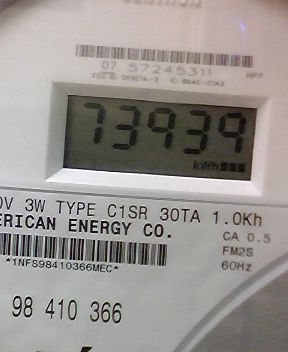 07 57245311
HPP
73939
kWh
0V 3W TYPE C1SR 30TA 1.0Kh
ERICAN ENERGY CO.
CA 0.5
FM2S
60Hz
*1NFS98410366MEC*
98 410 366